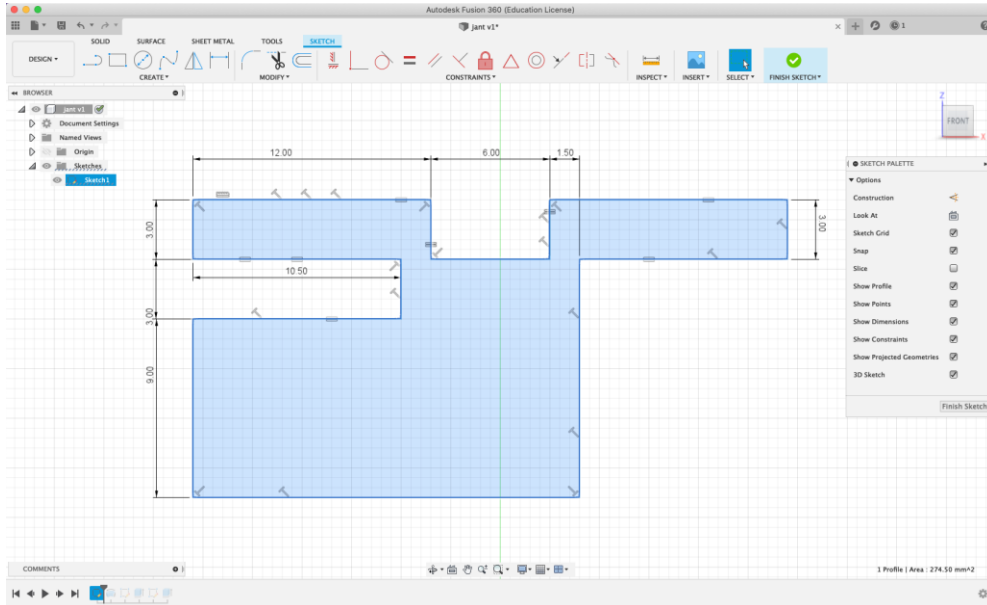 Autodesk Fusion 360 (Education License)
jant v1*
1
SOLID SURFACE SHEET METAL TOOLS SKETCH
DESIGN
CREATE MODIFY CONSTRAINTS INSPECT INSERT SELECT FINISH SKETCH
BROWSER
jant v1
Document Settings
Named Views
Origin
Sketches
Sketch1
Z
FRONT
X
12.00 6.00 1.50
3.00
3.00
10.50
3.00
9.00
SKETCH PALETTE
Options
Construction
Look At
Sketch Grid
Snap
Slice
Show Profile
Show Points
Show Dimensions
Show Constraints
Show Projected Geometries
3D Sketch
Finish Sketch
COMMENTS
1 Profile | Area : 274.50 mm^2